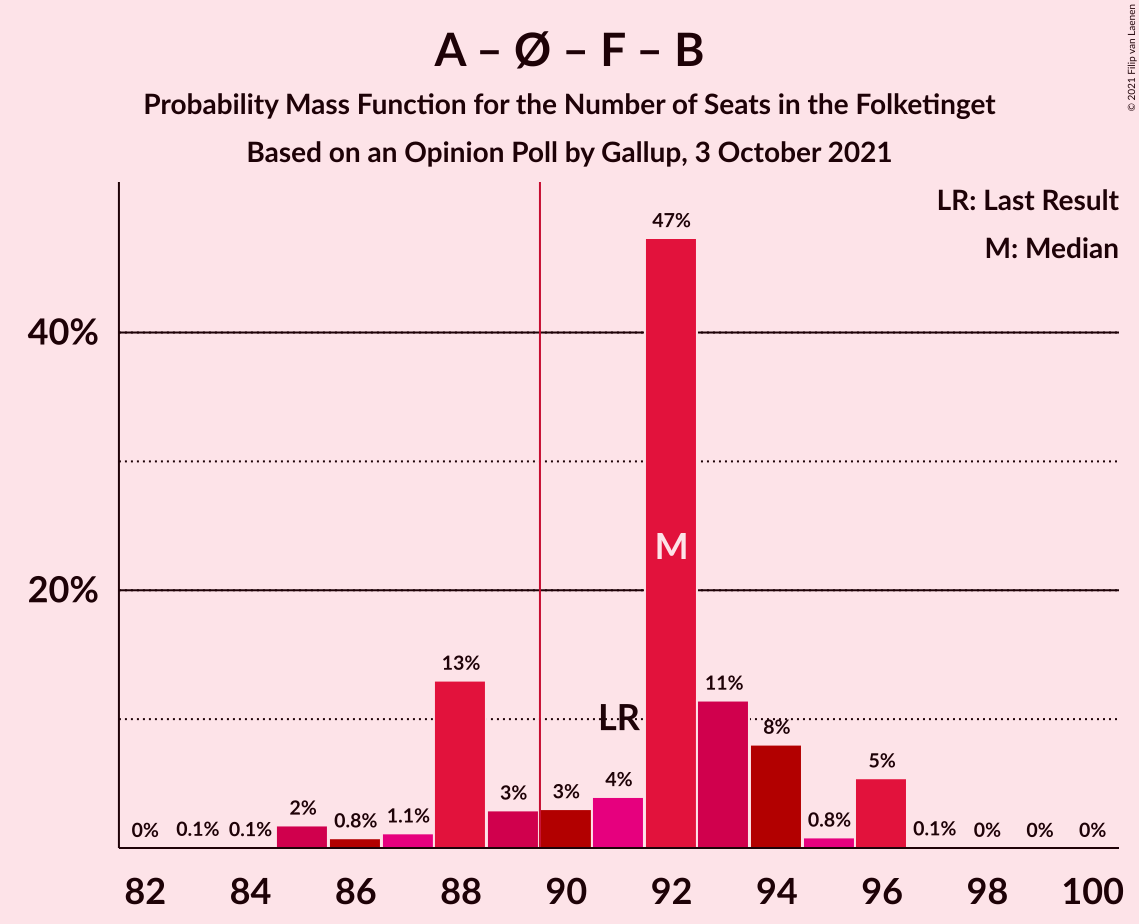 A – Ø – F – B
Probability Mass Function for the Number of Seats in the Folketinget
Based on an Opinion Poll by Gallup, 3 October 2021
© 2021 Filip van Laenen
LR: Last Result
M: Median
40%
20%
0%
0.1%
0.1%
2%
0.8%
1.1%
13%
3%
3%
4%
47%
11%
8%
0.8%
5%
0.1%
0%
0%
0%
LR
M
82 84 86 88 90 92 94 96 98 100